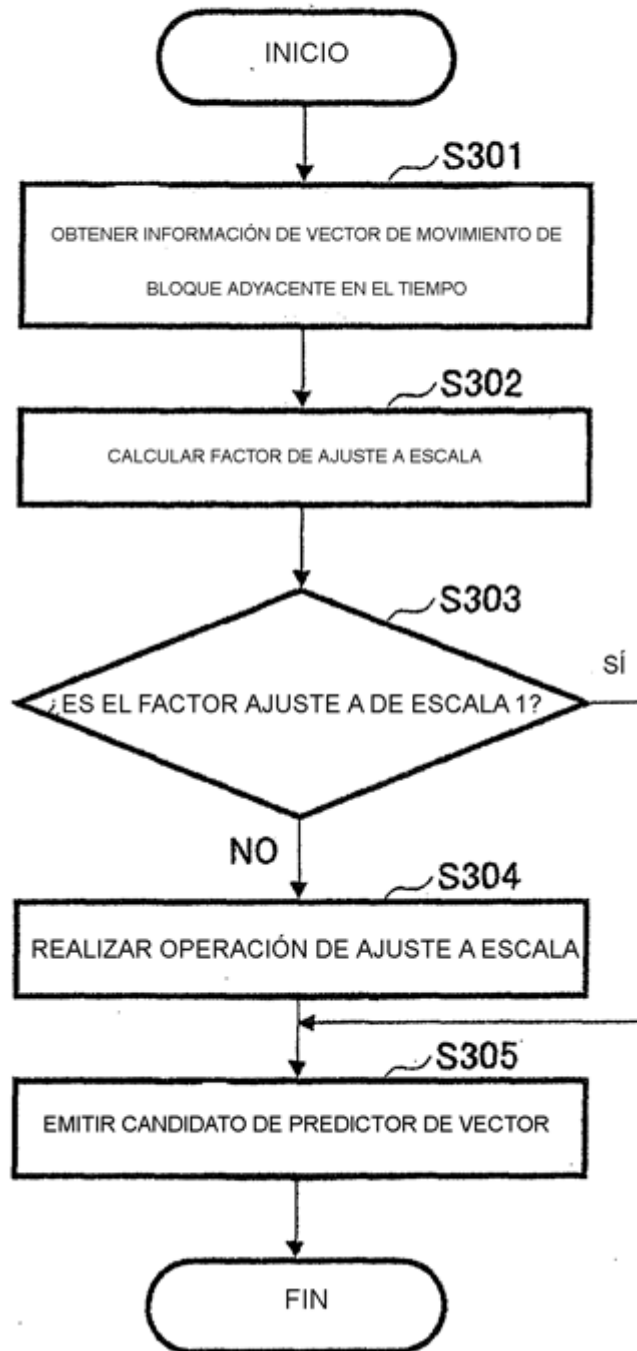 INICIO
S301
OBTENER INFORMACIÓN DE VECTOR DE MOVIMIENTO DE
BLOQUE ADYACENTE EN EL TIEMPO
S302
CALCULAR FACTOR DE AJUSTE A ESCALA
S303
SÍ
¿ES EL FACTOR AJUSTE A DE ESCALA 1?
NO
S304
REALIZAR OPERACIÓN DE AJUSTE A ESCALA
S305
EMITIR CANDIDATO DE PREDICTOR DE VECTOR
FIN